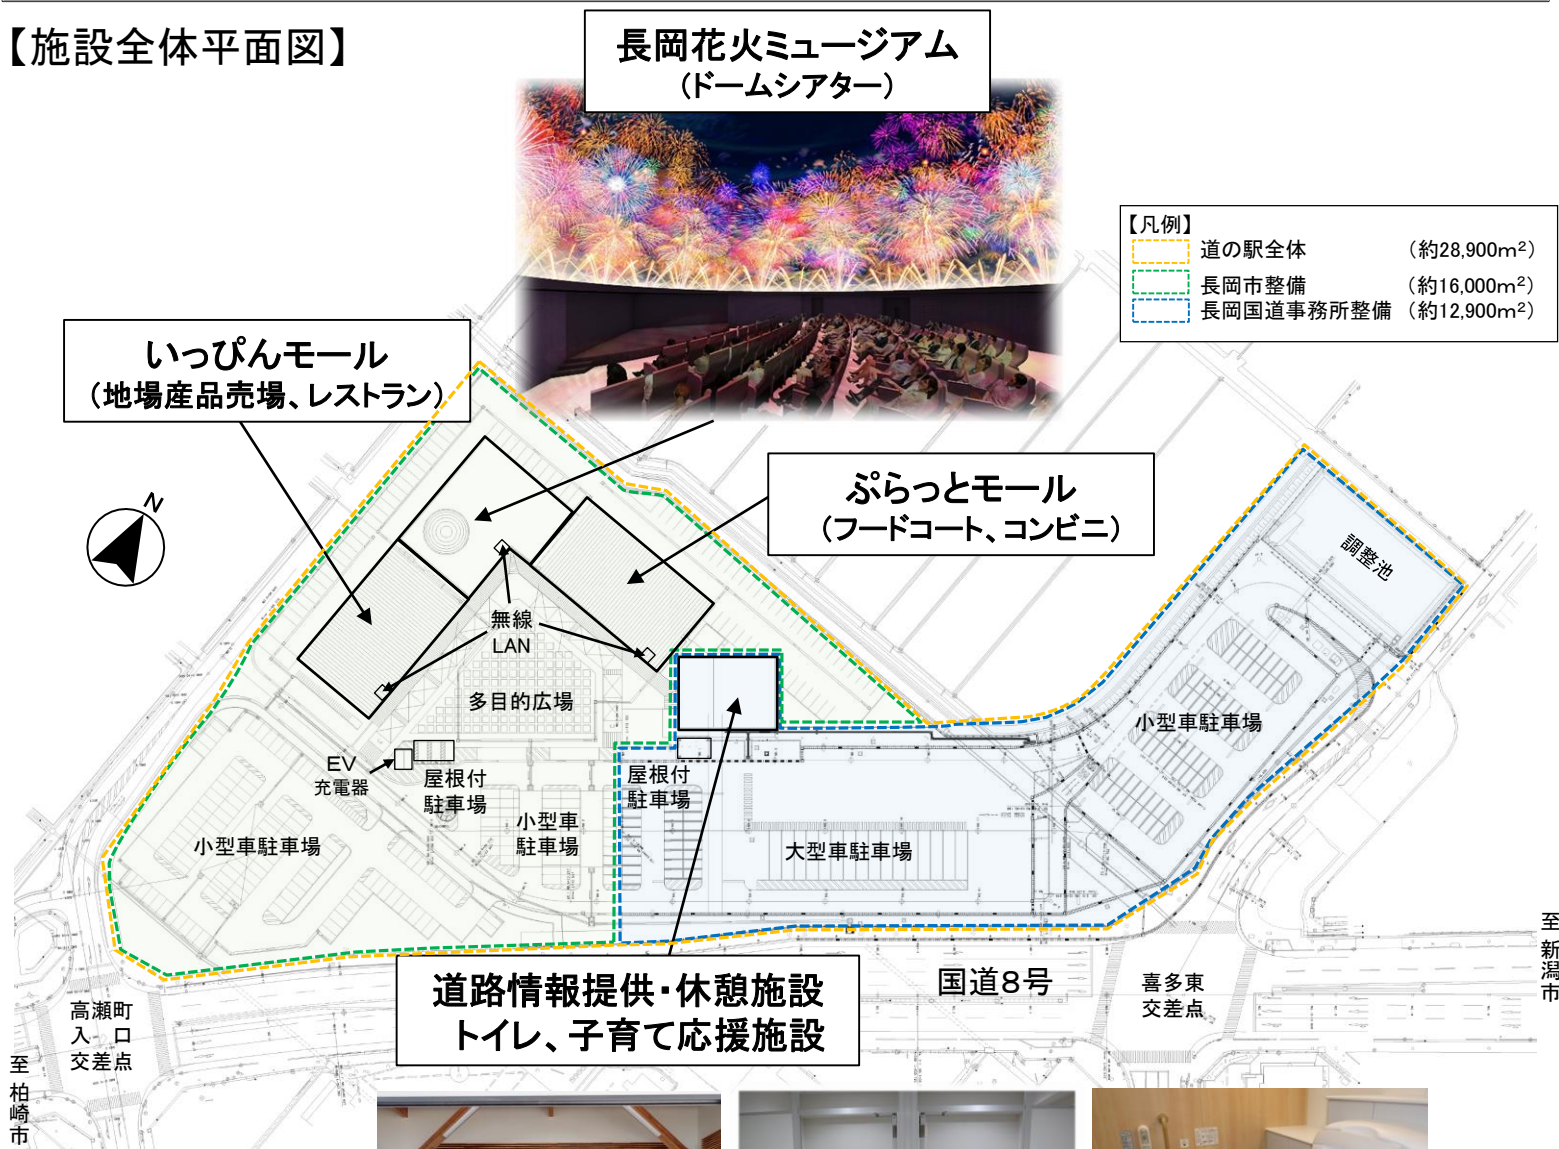 【施設全体平面図】
長岡花火ミュージアム
(ドームシアター)
【凡例】
道の駅全体 (約28,900m²)
長岡市整備 (約16,000m²)
長岡国道事務所整備 (約12,900m²)
いっぴんモール
(地場産品売場、レストラン)
ぷらっとモール
(フードコート、コンビニ)
N
調整池
無線
LAN
多目的広場
小型車駐車場
EV
充電器
屋根付
駐車場
屋根付
駐車場
小型車
駐車場
小型車駐車場
大型車駐車場
道路情報提供・休憩施設
トイレ、子育て応援施設
国道8号
喜多東
交差点
至 新潟市
高瀬町
入 口
交差点
至 柏崎市